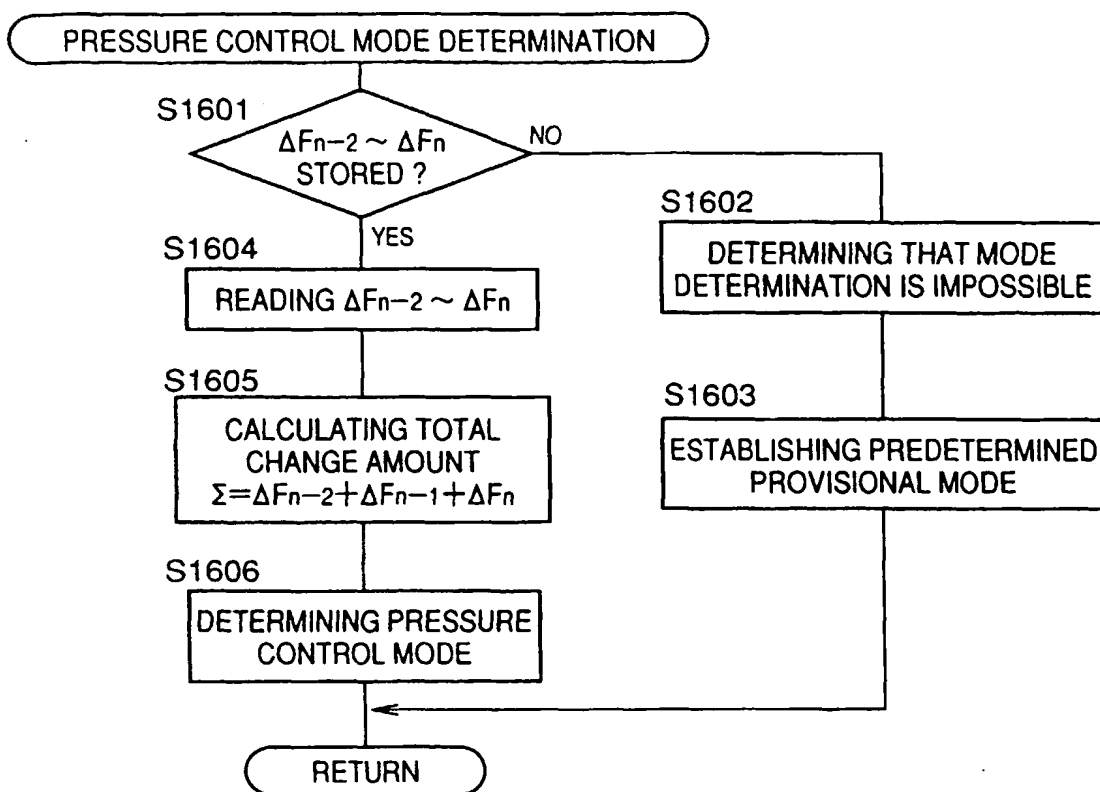 PRESSURE CONTROL MODE DETERMINATION
S1601
ΔFn-2 ~ ΔFn
STORED ?
NO
YES
S1602
DETERMINING THAT MODE
DETERMINATION IS IMPOSSIBLE
S1604
READING ΔFn-2 ~ ΔFn
S1603
ESTABLISHING PREDETERMINED
PROVISIONAL MODE
S1605
CALCULATING TOTAL
CHANGE AMOUNT
Σ=ΔFn-2+ΔFn-1+ΔFn
S1606
DETERMINING PRESSURE
CONTROL MODE
RETURN